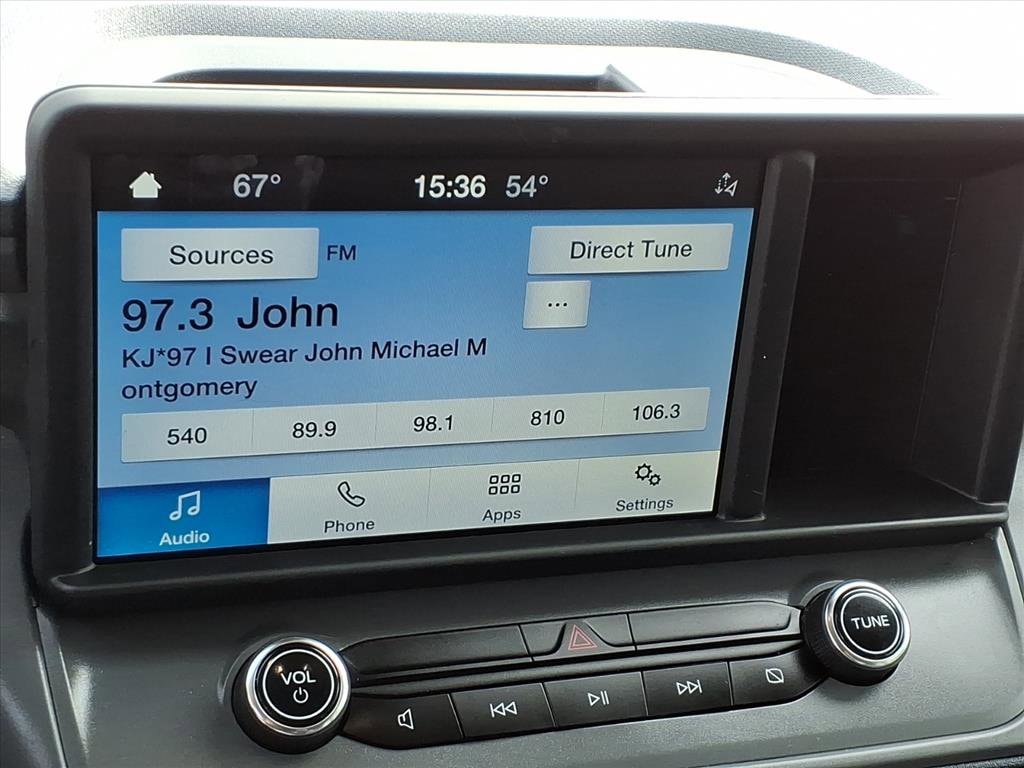 67° 15:36 54°
Sources FM Direct Tune
...
97.3 John
KJ*97 I Swear John Michael M
ontgomery
540 89.9 98.1 810 106.3
Audio Phone Apps Settings
VOL
TUNE